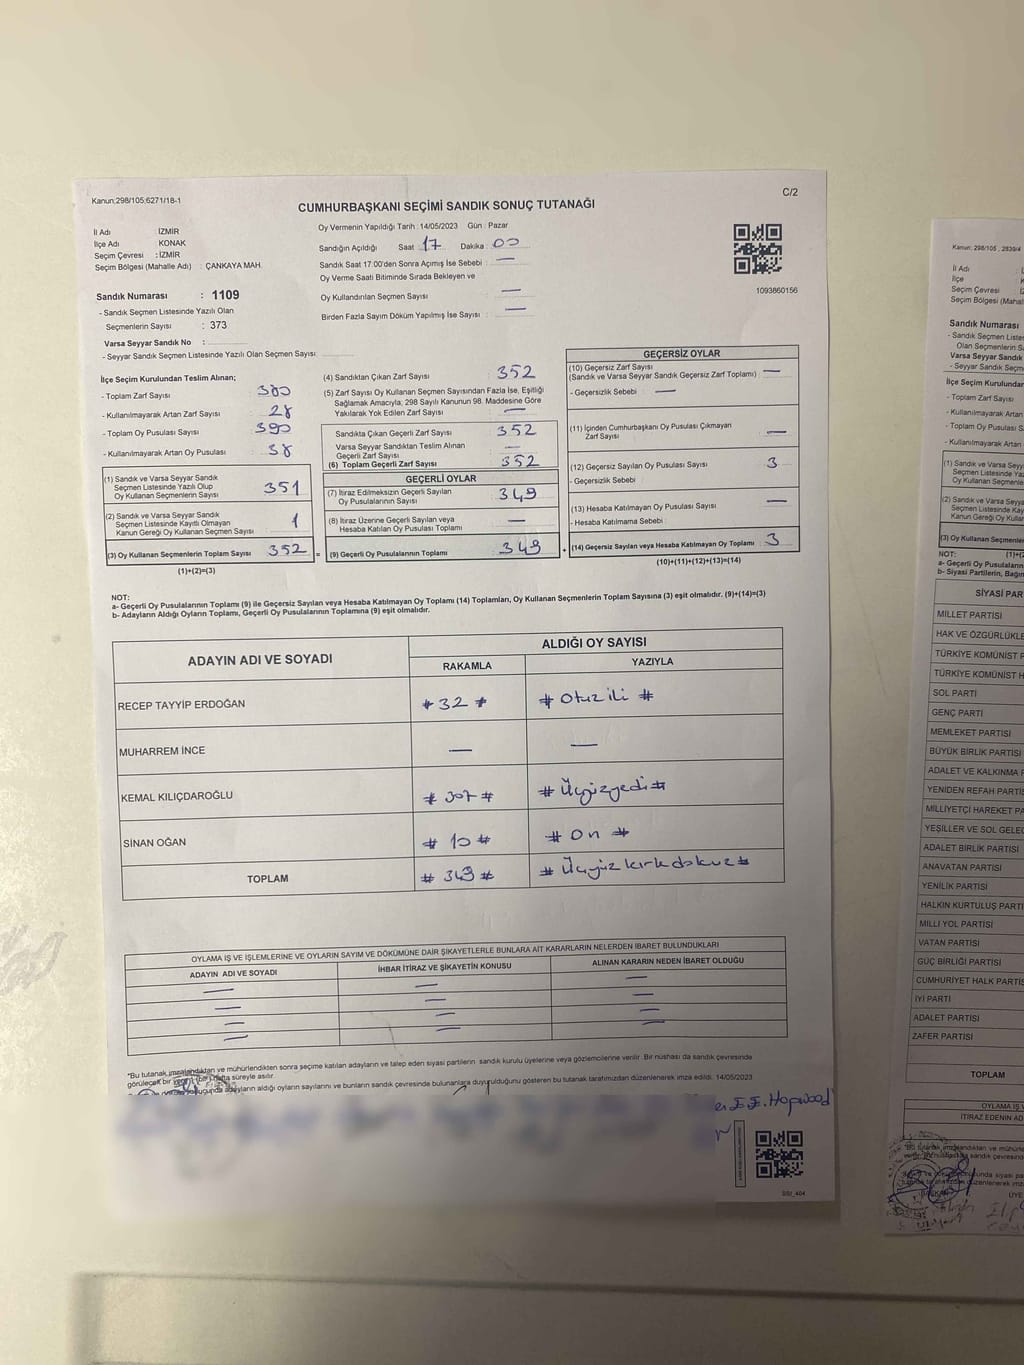 Kanun;298/105;6271/18-1
C/2
CUMHURBAŞKANI SEÇİMİ SANDIK SONUÇ TUTANAĞI
İl Adı İZMİR
İlçe Adı KONAK
Seçim Çevresi : İZMİR
Seçim Bölgesi (Mahalle Adı) : ÇANKAYA MAH.
Sandık Numarası : 1109
- Sandık Seçmen Listesinde Yazılı Olan
Seçmenlerin Sayısı : 373
Varsa Seyyar Sandık No :
- Seyyar Sandık Seçmen Listesinde Yazılı Olan Seçmen Sayısı:
Oy Vermenin Yapıldığı Tarih : 14/05/2023 Gün : Pazar
Sandığın Açıldığı Saat 17 Dakika : 00
Sandık Saat 17.00'den Sonra Açımış İse Sebebi : —
Oy Verme Saati Bitiminde Sırada Bekleyen ve
Oy Kullandırılan Seçmen Sayısı : —
Birden Fazla Sayım Döküm Yapılmış İse Sayısı : —
1093860156
İlçe Seçim Kurulundan Teslim Alınan;
- Toplam Zarf Sayısı : 380
- Kullanılmayarak Artan Zarf Sayısı : 28
- Toplam Oy Pusulası Sayısı : 390
- Kullanılmayarak Artan Oy Pusulası : 38
(1) Sandık ve Varsa Seyyar Sandık
Seçmen Listesinde Yazılı Olup
Oy Kullanan Seçmenlerin Sayısı 351
(2) Sandık ve Varsa Seyyar Sandık
Seçmen Listesinde Kayıtlı Olmayan
Kanun Gereği Oy Kullanan Seçmen Sayısı 1
(3) Oy Kullanan Seçmenlerin Toplam Sayısı 352 =
(1)+(2)=(3)
(4) Sandıktan Çıkan Zarf Sayısı : 352
(5) Zarf Sayısı Oy Kullanan Seçmen Sayısından Fazla İse, Eşitliği
Sağlamak Amacıyla; 298 Sayılı Kanunun 98. Maddesine Göre
Yakılarak Yok Edilen Zarf Sayısı : —
Sandıkta Çıkan Geçerli Zarf Sayısı : 352
Varsa Seyyar Sandıktan Teslim Alınan
Geçerli Zarf Sayısı : —
(6) Toplam Geçerli Zarf Sayısı : 352
GEÇERLİ OYLAR
(7) İtiraz Edilmeksizin Geçerli Sayılan
Oy Pusulalarının Sayısı : 349
(8) İtiraz Üzerine Geçerli Sayılan veya
Hesaba Katılan Oy Pusulası Toplamı : —
(9) Geçerli Oy Pusulalarının Toplamı : 349 +
GEÇERSİZ OYLAR
(10) Geçersiz Zarf Sayısı
(Sandık ve Varsa Seyyar Sandık Geçersiz Zarf Toplamı) : —
- Geçersizlik Sebebi : —
(11) İçinden Cumhurbaşkanı Oy Pusulası Çıkmayan
Zarf Sayısı : —
(12) Geçersiz Sayılan Oy Pusulası Sayısı : 3
- Geçersizlik Sebebi :
(13) Hesaba Katılmayan Oy Pusulası Sayısı : —
- Hesaba Katılmama Sebebi :
(14) Geçersiz Sayılan veya Hesaba Katılmayan Oy Toplamı : 3
(10)+(11)+(12)+(13)=(14)
NOT:
a- Geçerli Oy Pusulalarının Toplamı (9) ile Geçersiz Sayılan veya Hesaba Katılmayan Oy Toplamı (14) Toplamları, Oy Kullanan Seçmenlerin Toplam Sayısına (3) eşit olmalıdır. (9)+(14)=(3)
b- Adayların Aldığı Oyların Toplamı, Geçerli Oy Pusulalarının Toplamına (9) eşit olmalıdır.
ADAYIN ADI VE SOYADI ALDIĞI OY SAYISI
RAKAMLA YAZIYLA
RECEP TAYYİP ERDOĞAN # 32 # # Otuz iki #
MUHARREM İNCE — —
KEMAL KILIÇDAROĞLU # 307 # # Üçyüzyedi #
SİNAN OĞAN # 10 # # On #
TOPLAM # 349 # # Üçyüz kırk dokuz #
OYLAMA İŞ VE İŞLEMLERİNE VE OYLARIN SAYIM VE DÖKÜMÜNE DAİR ŞİKAYETLERLE BUNLARA AİT KARARLARIN NELERDEN İBARET BULUNDUKLARI
ADAYIN ADI VE SOYADI İHBAR İTİRAZ VE ŞİKAYETİN KONUSU ALINAN KARARIN NEDEN İBARET OLDUĞU
— — —
— — —
— — —
— — —
*Bu tutanak imzalandıktan ve mühürlendikten sonra seçime katılan adayların ve talep eden siyasi partilerin sandık kurulu üyelerine veya gözlemcilerine verilir. Bir nüshası da sandık çevresinde
görülecek bir yere hafta süreyle asılır.
adayların aldığı oyların sayılarını ve bunların sandık çevresinde bulunanlara duyurulduğunu gösteren bu tutanak tarafımızdan düzenlenerek imza edildi. 14/05/2023
Hopwood
SSI_404
Kanun; 298/105 , 2839/4
İl Adı
İlçe
Seçim Çevresi
Seçim Bölgesi (Mahal
Sandık Numarası
- Sandık Seçmen Listes
Olan Seçmenlerin S
Varsa Seyyar Sandık
- Seyyar Sandık Seçme
İlçe Seçim Kurulundar
- Toplam Zarf Sayısı
- Kullanılmayarak Arta
- Toplam Oy Pusulası
- Kullanılmayarak Artan
(1) Sandık ve Varsa Seyy
Seçmen Listesinde Yaz
Oy Kullanan Seçmenle
(2) Sandık ve Varsa Seyya
Seçmen Listesinde Kayıt
Kanun Gereği Oy Kullana
(3) Oy Kullanan Seçmenler
NOT: (1)+(2
a- Geçerli Oy Pusulaların
b- Siyasi Partilerin, Bağın
SİYASİ PAR
MİLLET PARTİSİ
HAK VE ÖZGÜRLÜKLE
TÜRKİYE KOMÜNİST P
TÜRKİYE KOMÜNİST H
SOL PARTİ
GENÇ PARTİ
MEMLEKET PARTİSİ
BÜYÜK BİRLİK PARTİSİ
ADALET VE KALKINMA F
YENİDEN REFAH PARTİS
MİLLİYETÇİ HAREKET PA
YEŞİLLER VE SOL GELEC
ADALET BİRLİK PARTİSİ
ANAVATAN PARTİSİ
YENİLİK PARTİSİ
HALKIN KURTULUŞ PARTİ
MİLLİ YOL PARTİSİ
VATAN PARTİSİ
GÜÇ BİRLİĞİ PARTİSİ
CUMHURİYET HALK PARTİS
İYİ PARTİ
ADALET PARTİSİ
ZAFER PARTİSİ
TOPLAM
OYLAMA İŞ V
İTİRAZ EDENİN AD